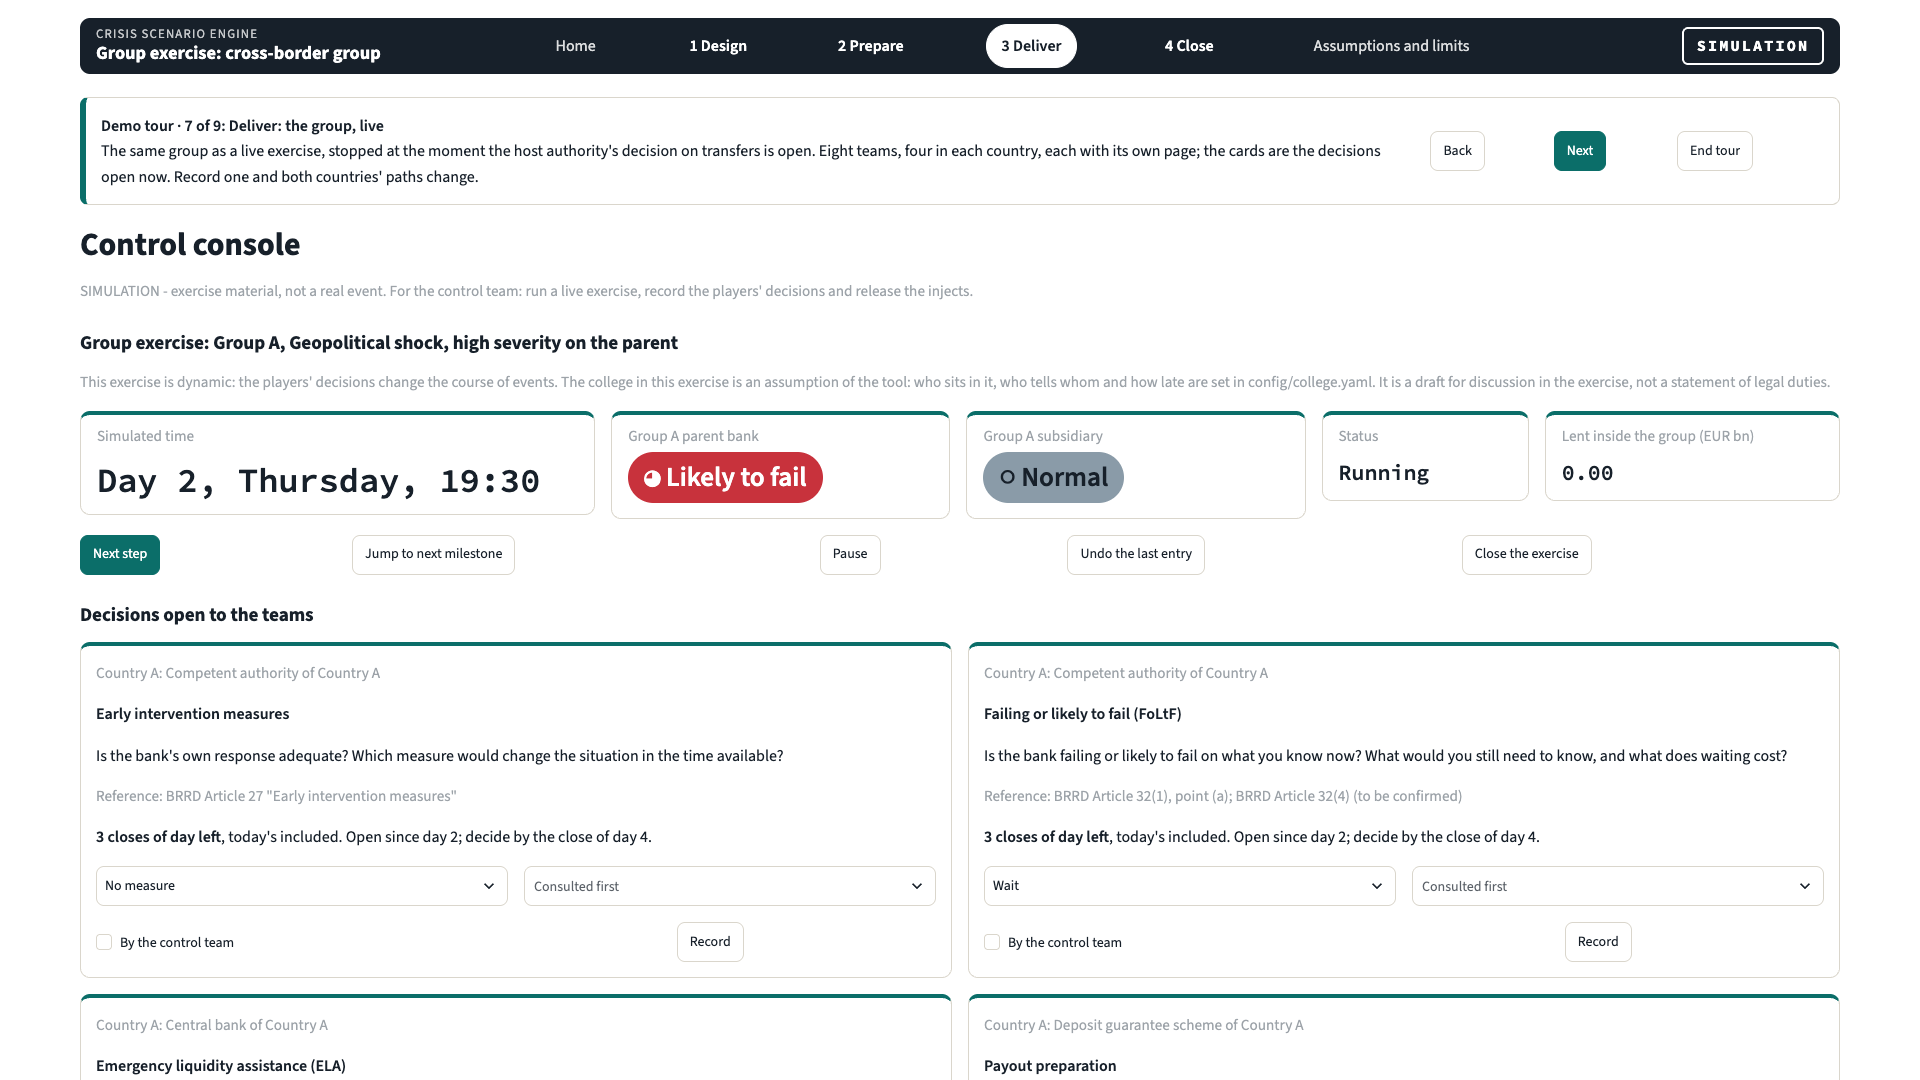 CRISIS SCENARIO ENGINE
Group exercise: cross-border group
Home
1 Design
2 Prepare
3 Deliver
4 Close
Assumptions and limits
SIMULATION
Demo tour · 7 of 9: Deliver: the group, live
The same group as a live exercise, stopped at the moment the host authority's decision on transfers is open. Eight teams, four in each country, each with its own page; the cards are the decisions
open now. Record one and both countries' paths change.
Back
Next
End tour
Control console
SIMULATION - exercise material, not a real event. For the control team: run a live exercise, record the players' decisions and release the injects.
Group exercise: Group A, Geopolitical shock, high severity on the parent
This exercise is dynamic: the players' decisions change the course of events. The college in this exercise is an assumption of the tool: who sits in it, who tells whom and how late are set in config/college.yaml. It is a draft for discussion in the exercise, not a statement of legal duties.
Simulated time
Day 2, Thursday, 19:30
Group A parent bank
Likely to fail
Group A subsidiary
Normal
Status
Running
Lent inside the group (EUR bn)
0.00
Next step
Jump to next milestone
Pause
Undo the last entry
Close the exercise
Decisions open to the teams
Country A: Competent authority of Country A
Early intervention measures
Is the bank's own response adequate? Which measure would change the situation in the time available?
Reference: BRRD Article 27 "Early intervention measures"
3 closes of day left, today's included. Open since day 2; decide by the close of day 4.
No measure
Consulted first
By the control team
Record
Country A: Competent authority of Country A
Failing or likely to fail (FoLtF)
Is the bank failing or likely to fail on what you know now? What would you still need to know, and what does waiting cost?
Reference: BRRD Article 32(1), point (a); BRRD Article 32(4) (to be confirmed)
3 closes of day left, today's included. Open since day 2; decide by the close of day 4.
Wait
Consulted first
By the control team
Record
Country A: Central bank of Country A
Emergency liquidity assistance (ELA)
Country A: Deposit guarantee scheme of Country A
Payout preparation